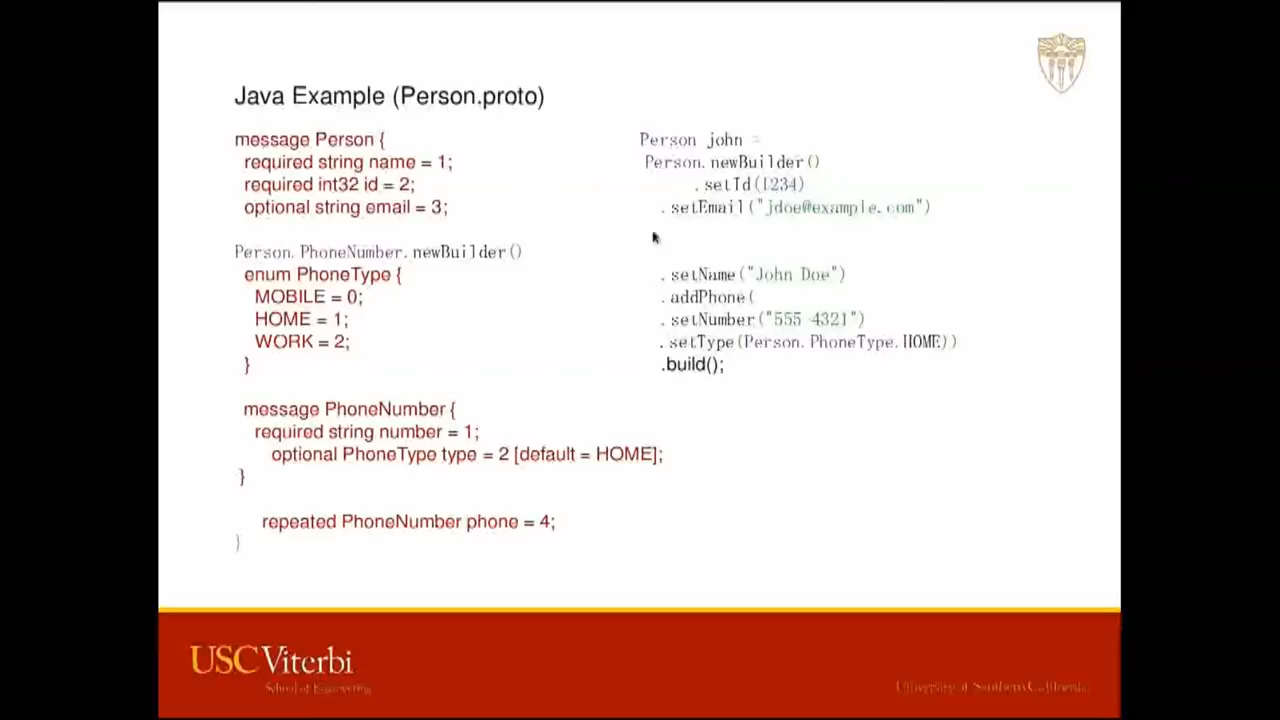 Java Example (Person.proto)
message Person {
required string name = 1;
required int32 id = 2;
optional string email = 3;
Person.PhoneNumber.newBuilder()
enum PhoneType {
MOBILE = 0;
HOME = 1;
WORK = 2;
}
message PhoneNumber {
required string number = 1;
optional PhoneType type = 2 [default = HOME];
}
repeated PhoneNumber phone = 4;
}
Person john =
Person.newBuilder()
.setId(1234)
.setEmail("jdoe@example.com")
.setName("John Doe")
.addPhone(
.setNumber("555 4321")
.setType(Person.PhoneType.HOME))
.build();
USC Viterbi
School of Engineering
University of Southern California